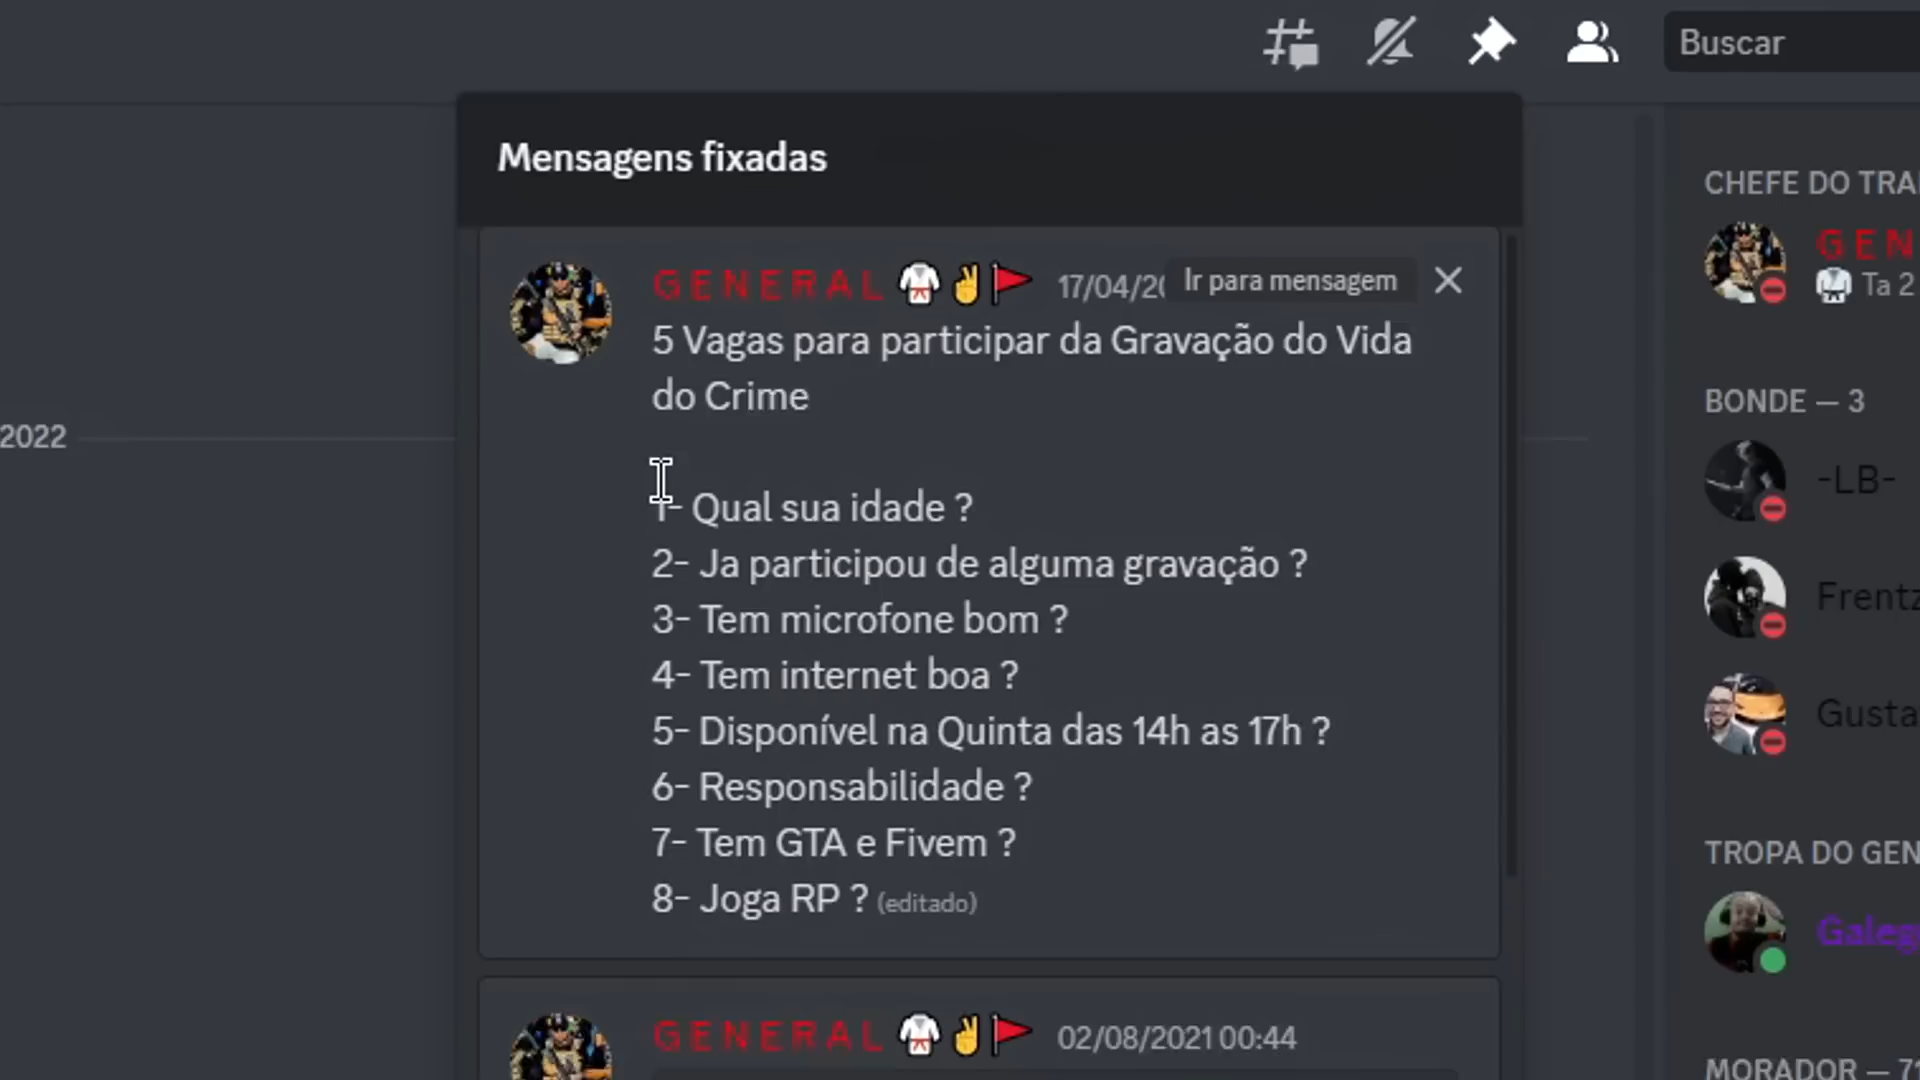 Buscar
Mensagens fixadas
CHEFE DO
GENERAL 17/04/ Ir para mensagem
5 Vagas para participar da Gravação do Vida
do Crime
1- Qual sua idade ?
2- Ja participou de alguma gravação ?
3- Tem microfone bom ?
4- Tem internet boa ?
5- Disponível na Quinta das 14h as 17h ?
6- Responsabilidade ?
7- Tem GTA e Fivem ?
8- Joga RP ? (editado)
GENERAL 02/08/2021 00:44
2022
GEN
Ta 2
BONDE — 3
-LB-
Frentz
Gusta
TROPA DO GEN
Galeg
MORADOR — 71